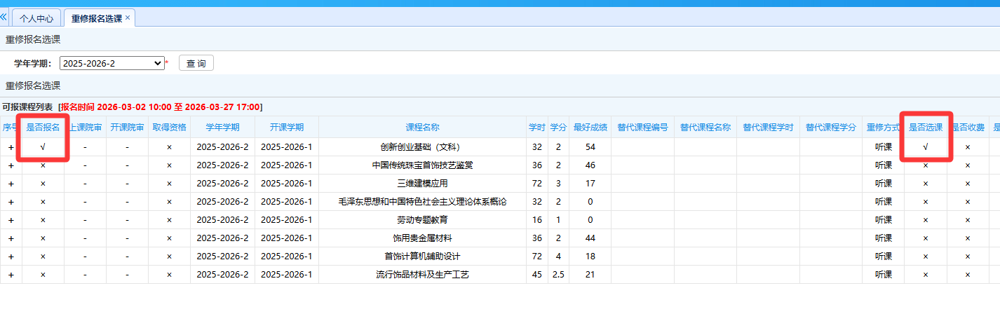 个人中心 重修报名选课 ×
重修报名选课
学年学期： 2025-2026-2 * 查 询
重修报名选课
可报课程列表 [报名时间 2026-03-02 10:00 至 2026-03-27 17:00]
序号 是否报名 上课院审 开课院审 取得资格 学年学期 开课学期 课程名称 学时 学分 最好成绩 替代课程编号 替代课程名称 替代课程学时 替代课程学分 重修方式 是否选课 是否收费 是
+ √ - - × 2025-2026-2 2025-2026-1 创新创业基础（文科） 32 2 54 听课 √ ×
+ × - - × 2025-2026-2 2025-2026-1 中国传统珠宝首饰技艺鉴赏 36 2 46 听课 × ×
+ × - - × 2025-2026-2 2025-2026-1 三维建模应用 72 3 17 听课 × ×
+ × - - × 2025-2026-2 2025-2026-1 毛泽东思想和中国特色社会主义理论体系概论 32 2 0 听课 × ×
+ × - - × 2025-2026-2 2025-2026-1 劳动专题教育 16 1 0 听课 × ×
+ × - - × 2025-2026-2 2025-2026-1 饰用贵金属材料 36 2 44 听课 × ×
+ × - - × 2025-2026-2 2025-2026-1 首饰计算机辅助设计 72 4 18 听课 × ×
+ × - - × 2025-2026-2 2025-2026-1 流行饰品材料及生产工艺 45 2.5 21 听课 × ×